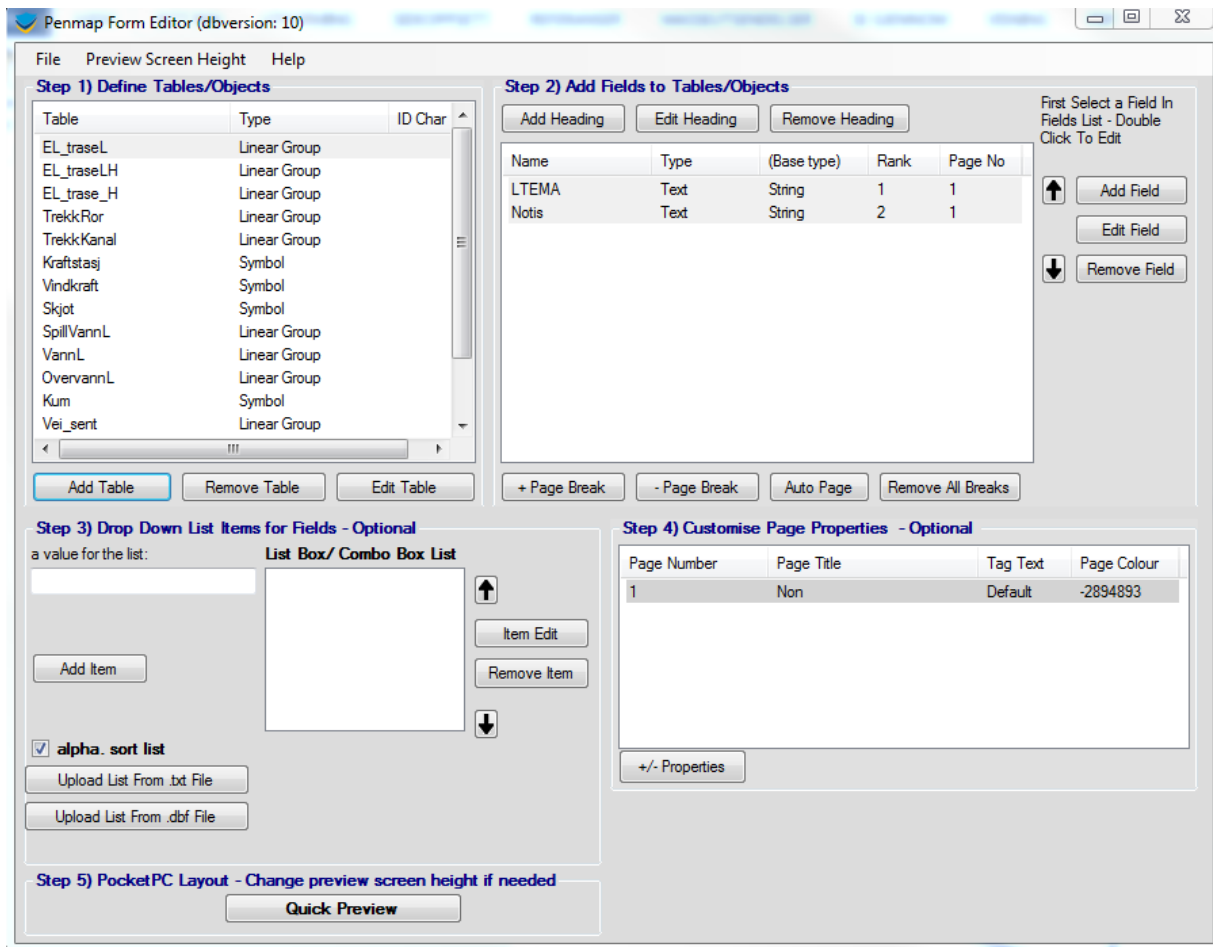 Penmap Form Editor (dbversion: 10)
File Preview Screen Height Help
Step 1) Define Tables/Objects
Table Type ID Char
EL_traseL Linear Group
EL_traseLH Linear Group
EL_trase_H Linear Group
TrekkRor Linear Group
TrekkKanal Linear Group
Kraftstasj Symbol
Vindkraft Symbol
Skjot Symbol
SpillVannL Linear Group
VannL Linear Group
OvervannL Linear Group
Kum Symbol
Vei_sent Linear Group
Add Table Remove Table Edit Table
Step 2) Add Fields to Tables/Objects
Add Heading Edit Heading Remove Heading
Name Type (Base type) Rank Page No
LTEMA Text String 1 1
Notis Text String 2 1
+ Page Break - Page Break Auto Page Remove All Breaks
First Select a Field In
Fields List - Double
Click To Edit
Add Field
Edit Field
Remove Field
Step 3) Drop Down List Items for Fields - Optional
a value for the list: List Box/ Combo Box List
Item Edit
Add Item
Remove Item
alpha. sort list
Upload List From .txt File
Upload List From .dbf File
Step 4) Customise Page Properties - Optional
Page Number Page Title Tag Text Page Colour
1 Non Default -2894893
+/- Properties
Step 5) PocketPC Layout - Change preview screen height if needed
Quick Preview